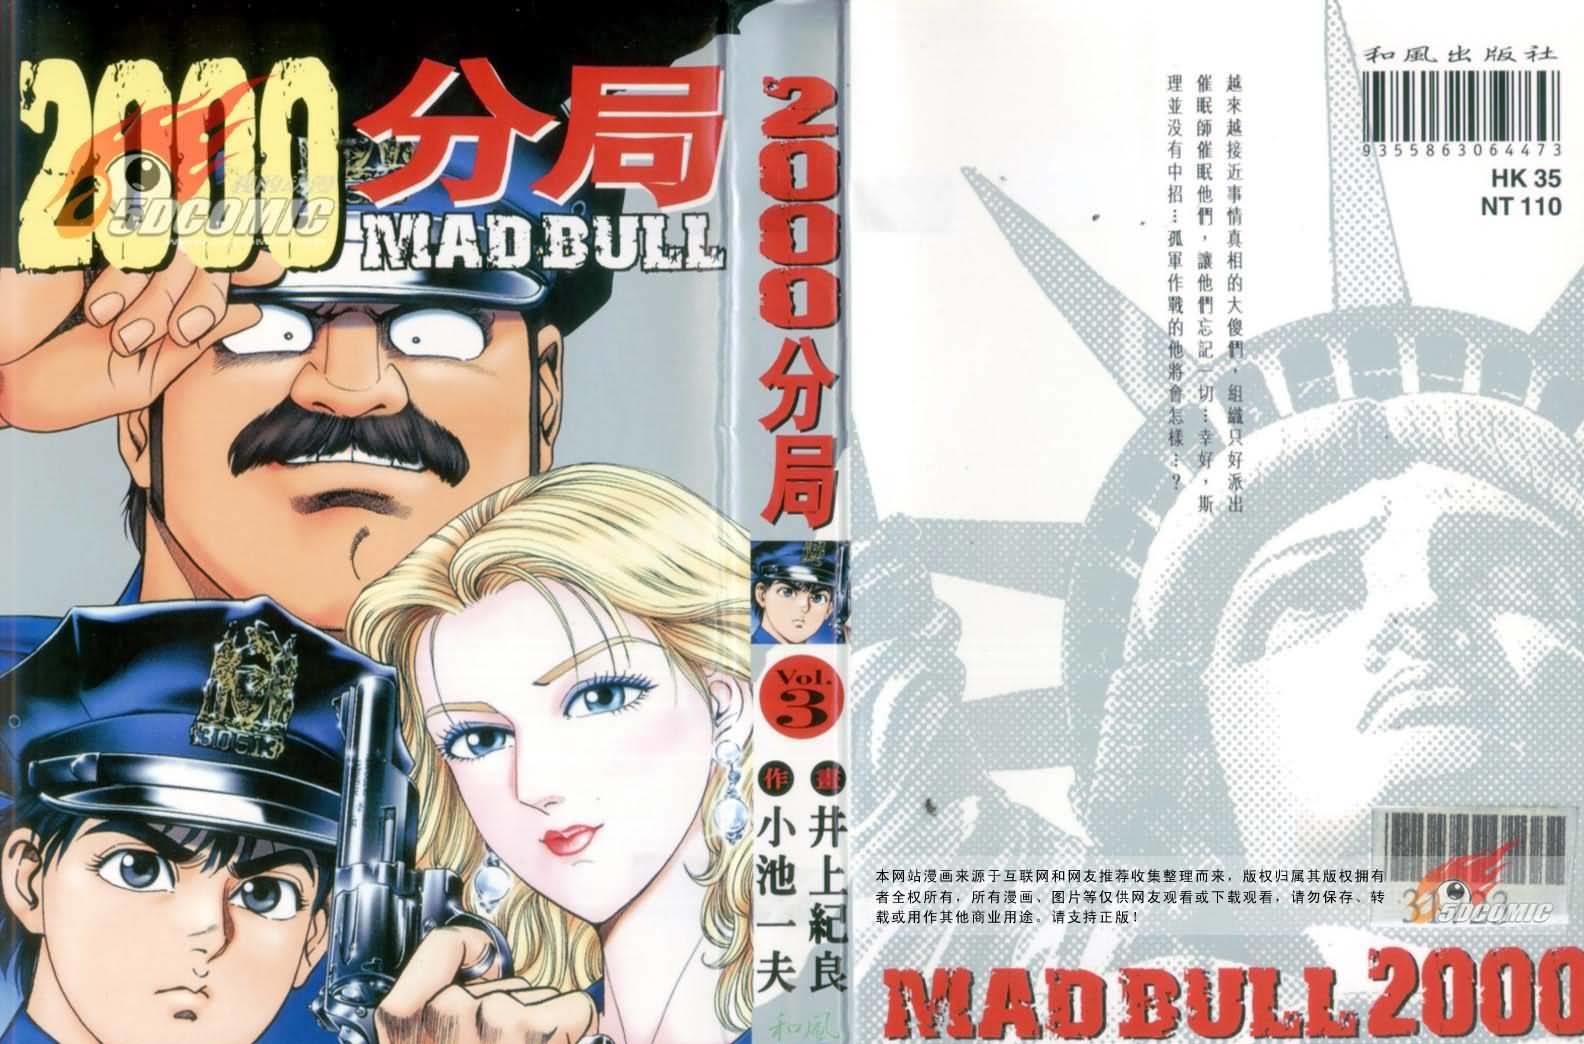 2000
分局
MAD BULL
5DCOMIC
2000分局
Vol.
3
作
小池一夫
畫
井上紀良
和風
和風出版社
9355863064473
HK 35
NT 110
越來越接近事情真相的大傻們，組織只好派出
催眠師催眠他們，讓他們忘記一切…幸好，斯
理並没有中招…孤軍作戰的他將會怎樣…？
130513
本网站漫画来源于互联网和网友推荐收集整理而来，版权归属其版权拥有
者全权所有，所有漫画、图片等仅供网友观看或下载观看，请勿保存、转
载或用作其他商业用途。请支持正版！
5DCOMIC
MAD BULL 2000